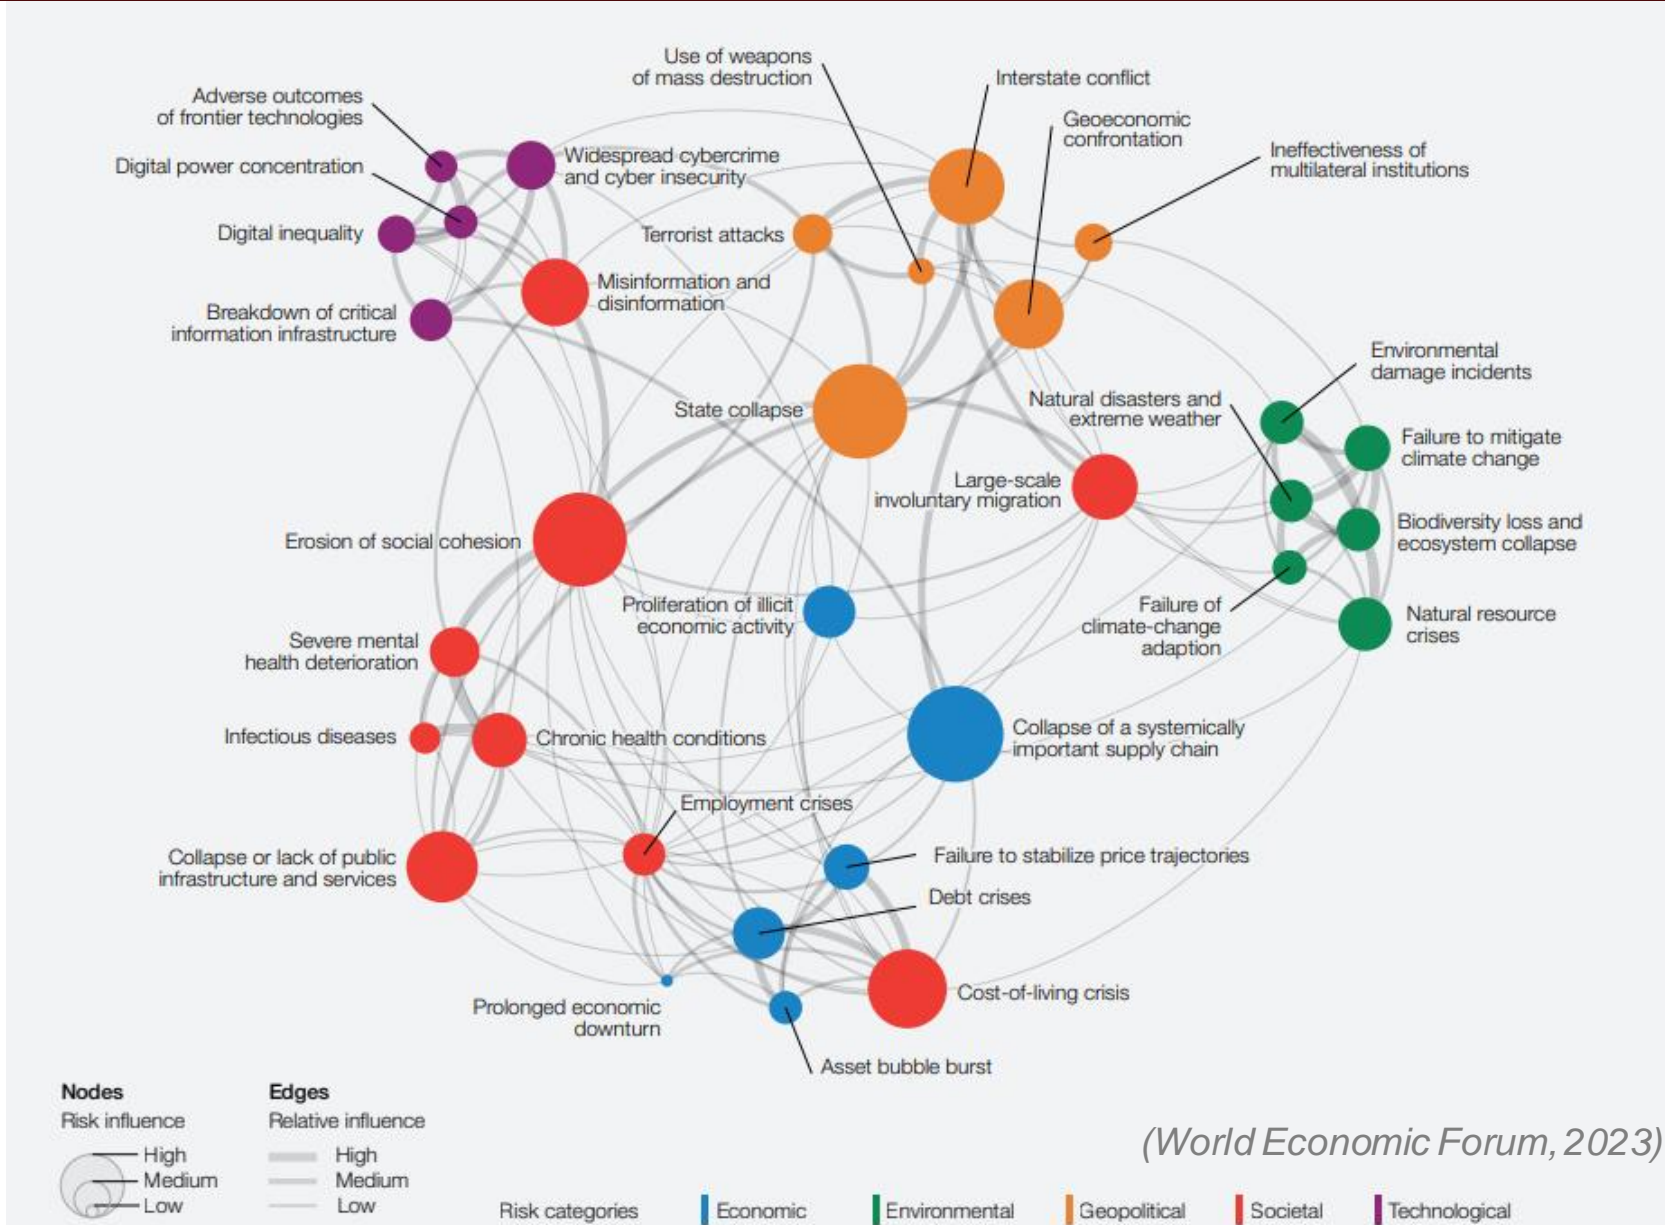 Use of weapons
of mass destruction
Interstate conflict
Adverse outcomes
of frontier technologies
Geoeconomic
confrontation
Ineffectiveness of
multilateral institutions
Widespread cybercrime
and cyber insecurity
Digital power concentration
Digital inequality
Terrorist attacks
Misinformation and
disinformation
Breakdown of critical
information infrastructure
Environmental
damage incidents
Natural disasters and
extreme weather
State collapse
Failure to mitigate
climate change
Large-scale
involuntary migration
Biodiversity loss and
ecosystem collapse
Erosion of social cohesion
Proliferation of illicit
economic activity
Failure of
climate-change
adaption
Natural resource
crises
Severe mental
health deterioration
Infectious diseases
Chronic health conditions
Collapse of a systemically
important supply chain
Employment crises
Collapse or lack of public
infrastructure and services
Failure to stabilize price trajectories
Debt crises
Prolonged economic
downturn
Cost-of-living crisis
Asset bubble burst
Nodes
Risk influence
High
Medium
Low
Edges
Relative influence
High
Medium
Low
(World Economic Forum, 2023)
Risk categories
Economic
Environmental
Geopolitical
Societal
Technological